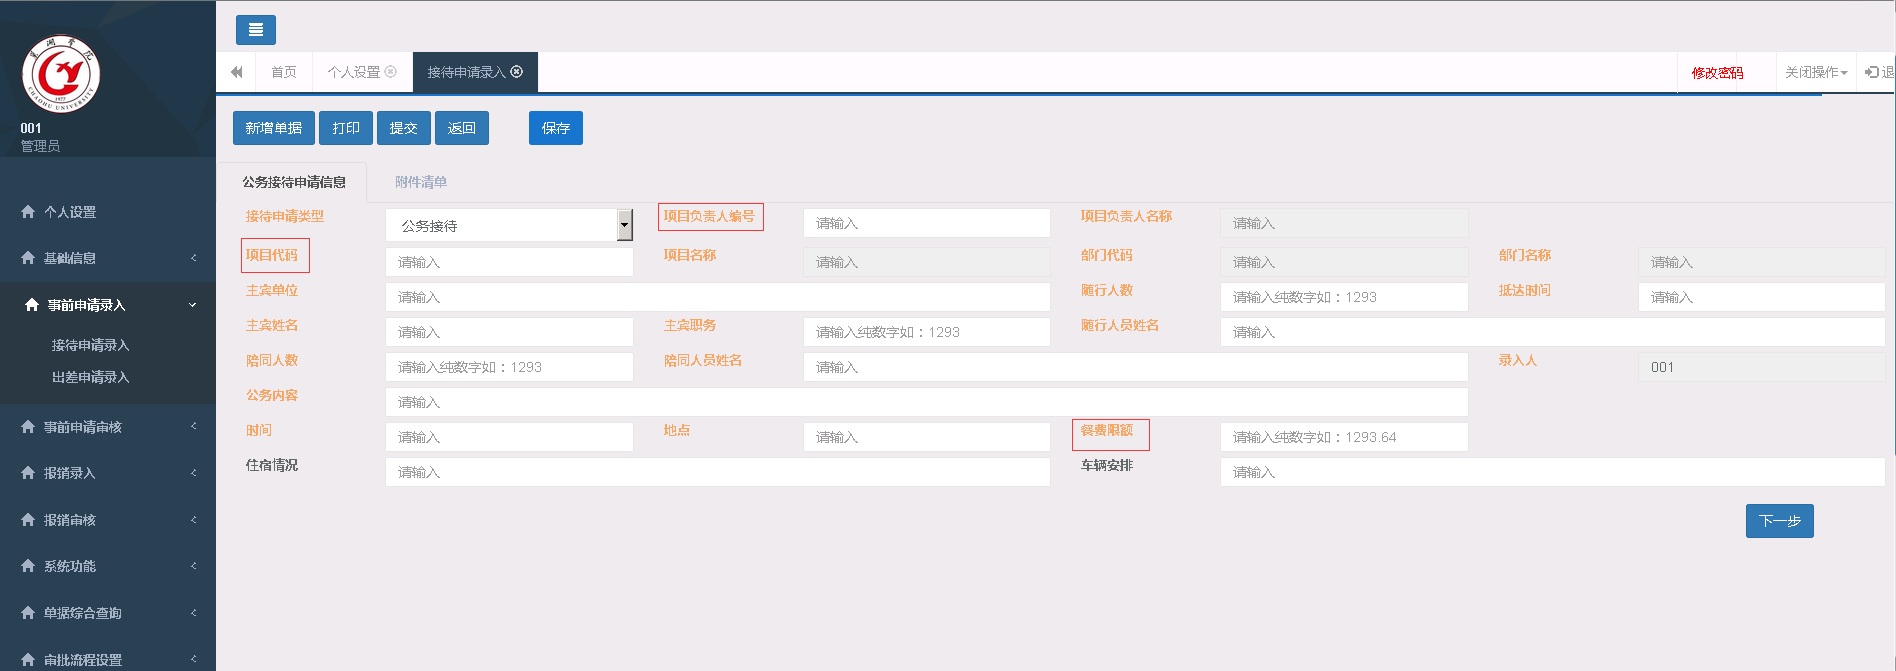 巢湖学院
1977
CHAOHU UNIVERSITY
001
管理员
个人设置
基础信息
事前申请录入
接待申请录入
出差申请录入
事前申请审核
报销录入
报销审核
系统功能
单据综合查询
审批流程设置
首页 个人设置 接待申请录入 修改密码 关闭操作 退
新增单据 打印 提交 返回 保存
公务接待申请信息 附件清单
接待申请类型 公务接待 项目负责人编号 请输入 项目负责人名称 请输入
项目代码 请输入 项目名称 请输入 部门代码 请输入 部门名称 请输入
主宾单位 请输入 随行人数 请输入纯数字如：1293 抵达时间 请输入
主宾姓名 请输入 主宾职务 请输入纯数字如：1293 随行人员姓名 请输入
陪同人数 请输入纯数字如：1293 陪同人员姓名 请输入 录入人 001
公务内容 请输入
时间 请输入 地点 请输入 餐费限额 请输入纯数字如：1293.64
住宿情况 请输入 车辆安排 请输入
下一步